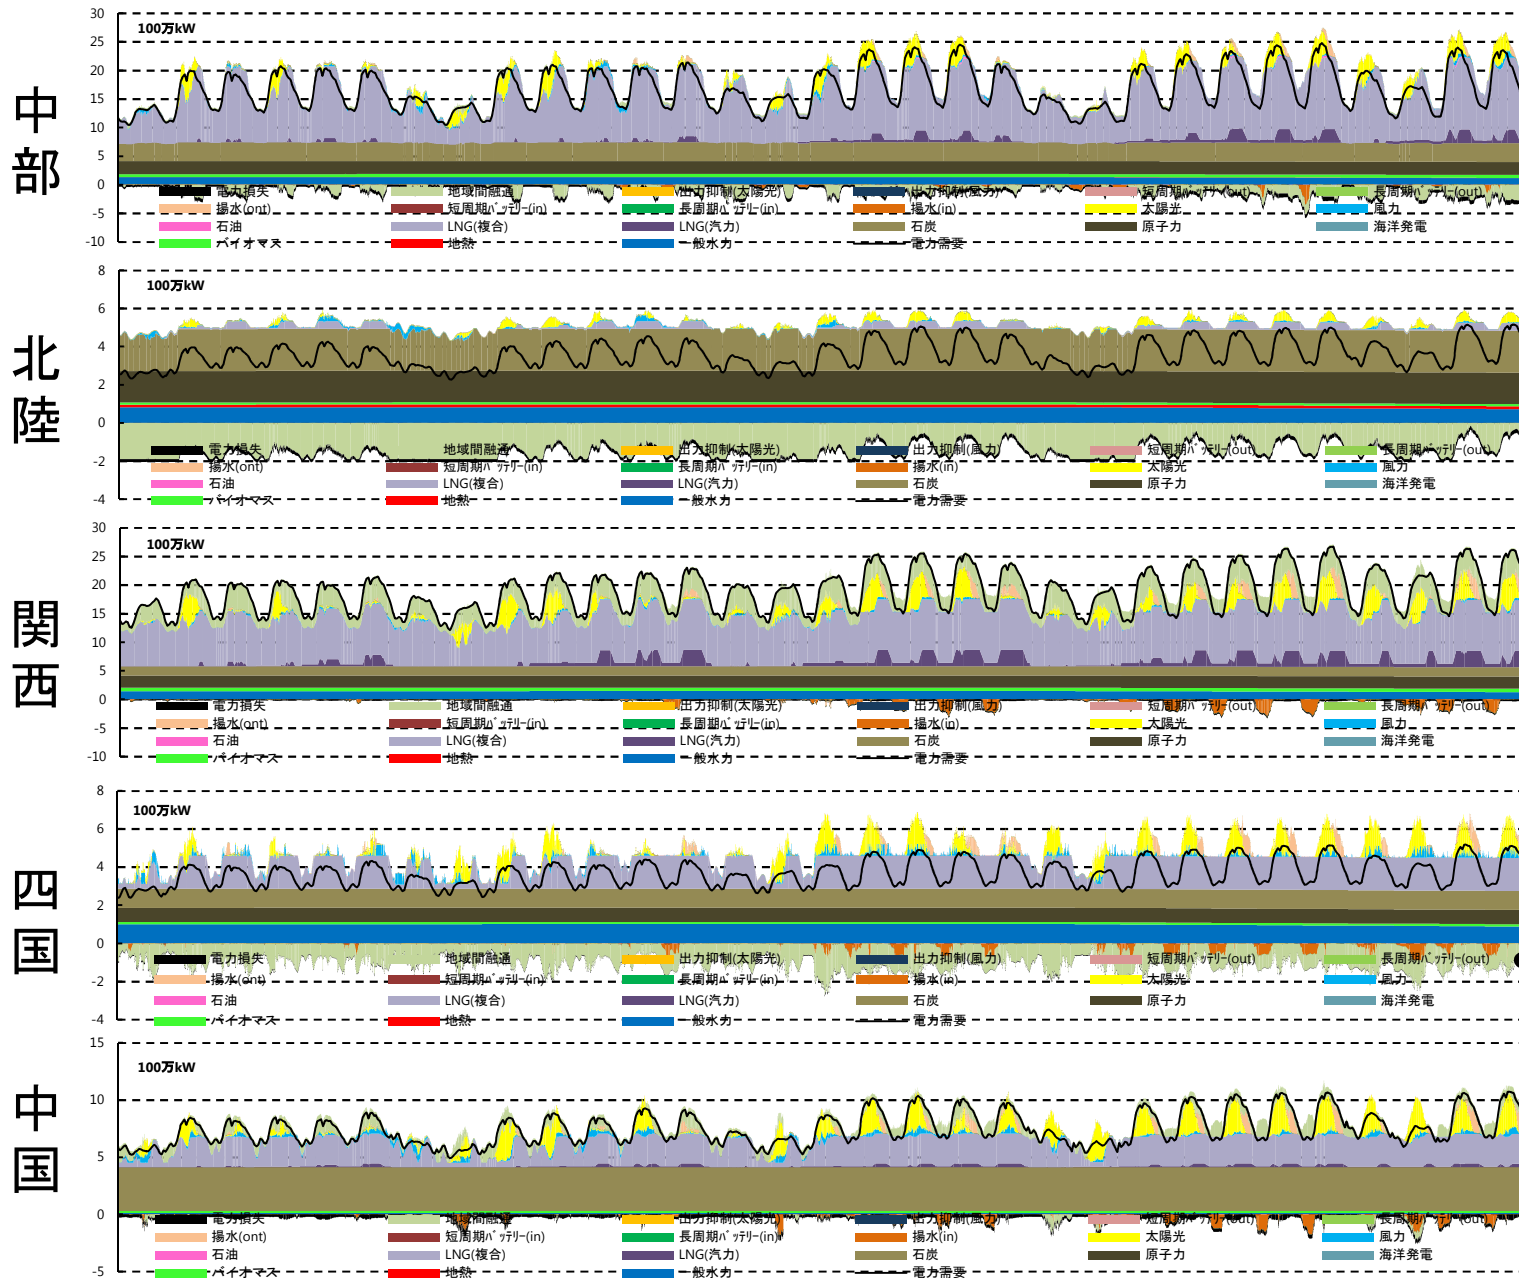 中部
30
25
20
15
10
5
0
-5
-10
100万kW
電力損失 地域間融通 出力抑制(太陽光) 出力抑制(風力) 短周期ﾊﾞｯﾃﾘｰ(out) 長周期ﾊﾞｯﾃﾘｰ(out)
揚水(ont) 短周期ﾊﾞｯﾃﾘｰ(in) 長周期ﾊﾞｯﾃﾘｰ(in) 揚水(in) 太陽光 風力
石油 LNG(複合) LNG(汽力) 石炭 原子力 海洋発電
バイオマス 地熱 一般水力 電力需要
北陸
8
6
4
2
0
-2
-4
100万kW
電力損失 地域間融通 出力抑制(太陽光) 出力抑制(風力) 短周期ﾊﾞｯﾃﾘｰ(out) 長周期ﾊﾞｯﾃﾘｰ(out)
揚水(ont) 短周期ﾊﾞｯﾃﾘｰ(in) 長周期ﾊﾞｯﾃﾘｰ(in) 揚水(in) 太陽光 風力
石油 LNG(複合) LNG(汽力) 石炭 原子力 海洋発電
バイオマス 地熱 一般水力 電力需要
関西
30
25
20
15
10
5
0
-5
-10
100万kW
電力損失 地域間融通 出力抑制(太陽光) 出力抑制(風力) 短周期ﾊﾞｯﾃﾘｰ(out) 長周期ﾊﾞｯﾃﾘｰ(out)
揚水(ont) 短周期ﾊﾞｯﾃﾘｰ(in) 長周期ﾊﾞｯﾃﾘｰ(in) 揚水(in) 太陽光 風力
石油 LNG(複合) LNG(汽力) 石炭 原子力 海洋発電
バイオマス 地熱 一般水力 電力需要
四国
8
6
4
2
0
-2
-4
100万kW
電力損失 地域間融通 出力抑制(太陽光) 出力抑制(風力) 短周期ﾊﾞｯﾃﾘｰ(out) 長周期ﾊﾞｯﾃﾘｰ(out)
揚水(ont) 短周期ﾊﾞｯﾃﾘｰ(in) 長周期ﾊﾞｯﾃﾘｰ(in) 揚水(in) 太陽光 風力
石油 LNG(複合) LNG(汽力) 石炭 原子力 海洋発電
バイオマス 地熱 一般水力 電力需要
中国
15
10
5
0
-5
100万kW
電力損失 地域間融通 出力抑制(太陽光) 出力抑制(風力) 短周期ﾊﾞｯﾃﾘｰ(out) 長周期ﾊﾞｯﾃﾘｰ(out)
揚水(ont) 短周期ﾊﾞｯﾃﾘｰ(in) 長周期ﾊﾞｯﾃﾘｰ(in) 揚水(in) 太陽光 風力
石油 LNG(複合) LNG(汽力) 石炭 原子力 海洋発電
バイオマス 地熱 一般水力 電力需要